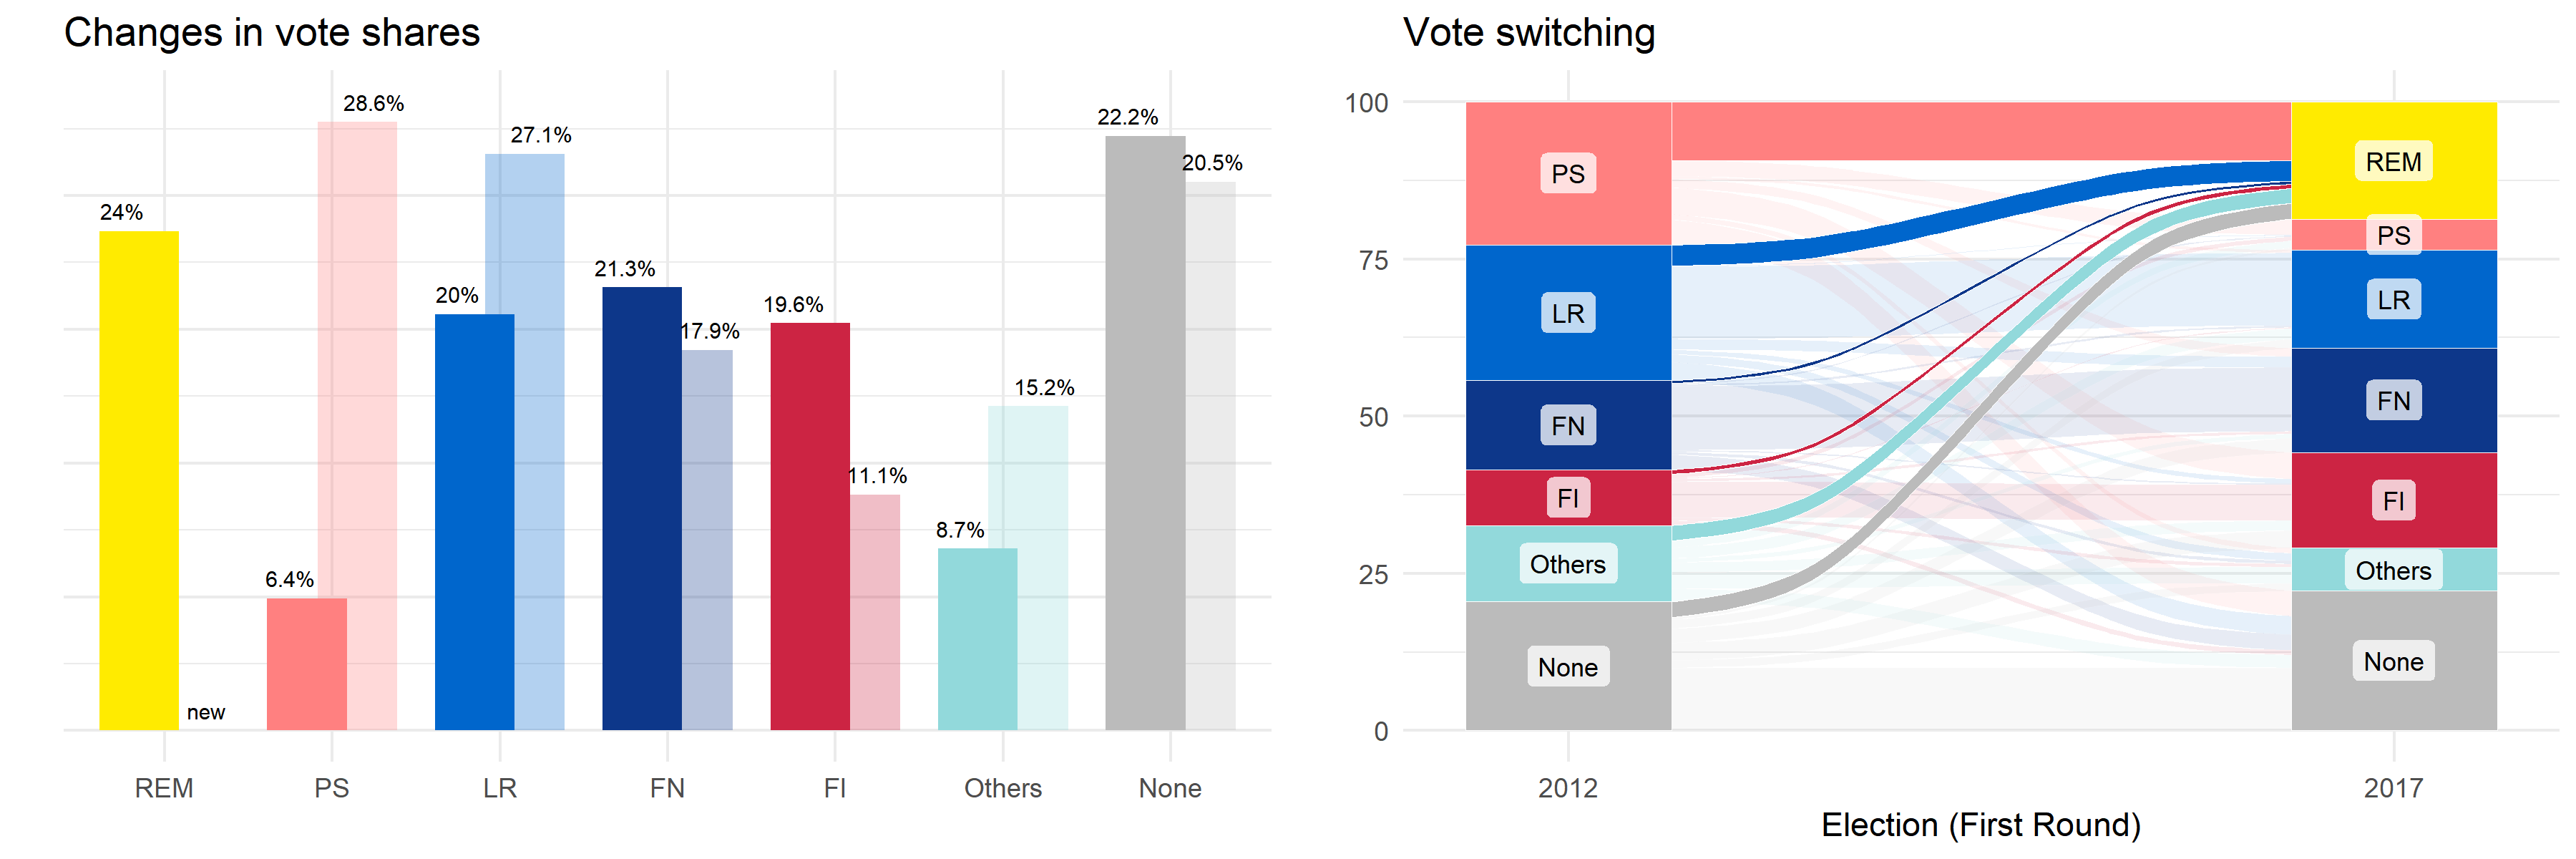 Changes in vote shares
24%
new
6.4%
28.6%
20%
27.1%
21.3%
17.9%
19.6%
11.1%
8.7%
15.2%
22.2%
20.5%
REM PS LR FN FI Others None
Vote switching
100
75
50
25
0
PS
LR
FN
FI
Others
None
REM
PS
LR
FN
FI
Others
None
2012 2017
Election (First Round)